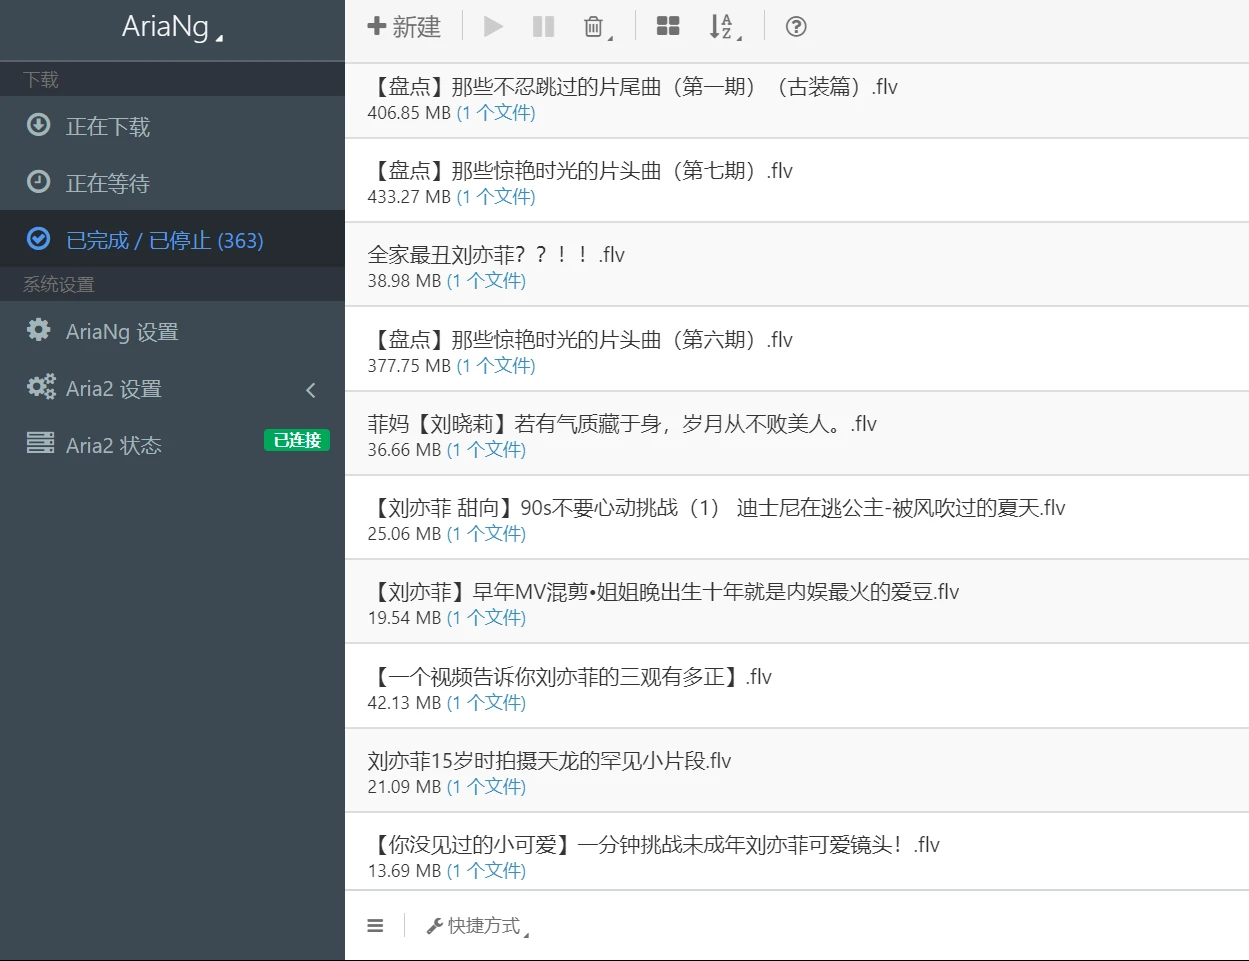 AriaNg
下载
正在下载
正在等待
已完成 / 已停止 (363)
系统设置
AriaNg 设置
Aria2 设置
Aria2 状态 已连接
新建
【盘点】那些不忍跳过的片尾曲（第一期）（古装篇）.flv
406.85 MB (1 个文件)
【盘点】那些惊艳时光的片头曲（第七期）.flv
433.27 MB (1 个文件)
全家最丑刘亦菲？？！！.flv
38.98 MB (1 个文件)
【盘点】那些惊艳时光的片头曲（第六期）.flv
377.75 MB (1 个文件)
菲妈【刘晓莉】若有气质藏于身，岁月从不败美人。.flv
36.66 MB (1 个文件)
【刘亦菲 甜向】90s不要心动挑战（1） 迪士尼在逃公主-被风吹过的夏天.flv
25.06 MB (1 个文件)
【刘亦菲】早年MV混剪•姐姐晚出生十年就是内娱最火的爱豆.flv
19.54 MB (1 个文件)
【一个视频告诉你刘亦菲的三观有多正】.flv
42.13 MB (1 个文件)
刘亦菲15岁时拍摄天龙的罕见小片段.flv
21.09 MB (1 个文件)
【你没见过的小可爱】一分钟挑战未成年刘亦菲可爱镜头！.flv
13.69 MB (1 个文件)
快捷方式